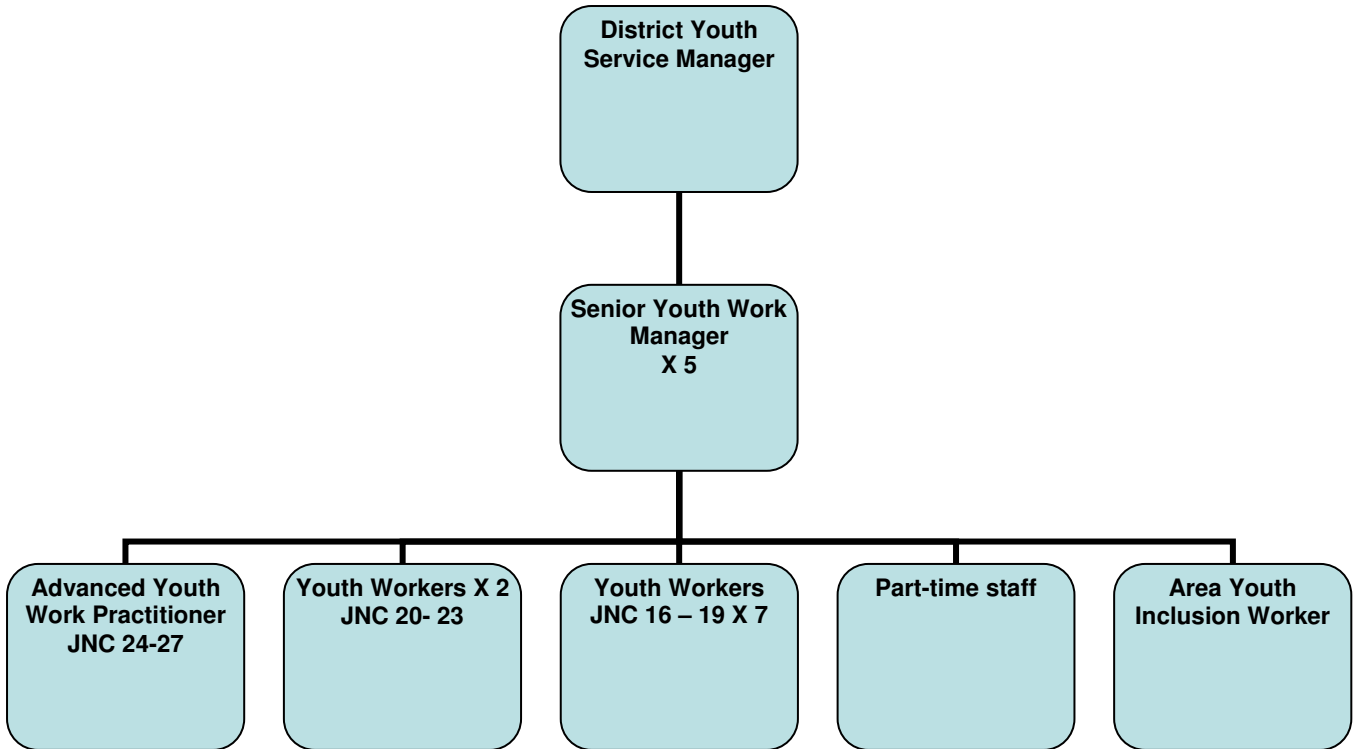 District Youth
Service Manager
Senior Youth Work
Manager
X 5
Advanced Youth
Work Practitioner
JNC 24-27
Youth Workers X 2
JNC 20- 23
Youth Workers
JNC 16 – 19 X 7
Part-time staff
Area Youth
Inclusion Worker